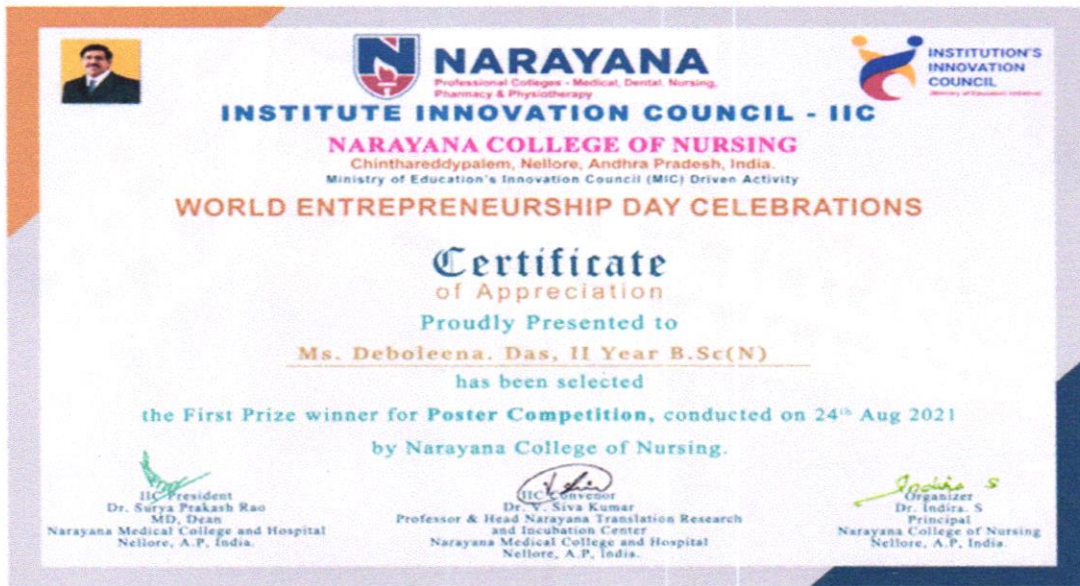 NARAYANA
Professional Colleges - Medical, Dental, Nursing,
Pharmacy & Physiotherapy
INSTITUTION'S
INNOVATION
COUNCIL
(Ministry of Education Initiative)
INSTITUTE INNOVATION COUNCIL - IIC
NARAYANA COLLEGE OF NURSING
Chinthareddypalem, Nellore, Andhra Pradesh, India.
Ministry of Education's Innovation Council (MIC) Driven Activity
WORLD ENTREPRENEURSHIP DAY CELEBRATIONS
Certificate
of Appreciation
Proudly Presented to
Ms. Deboleena. Das, II Year B.Sc(N)
has been selected
the First Prize winner for Poster Competition, conducted on 24th Aug 2021
by Narayana College of Nursing.
IIC President
Dr. Surya Prakash Rao
MD, Dean
Narayana Medical College and Hospital
Nellore, A.P, India.
IIC Convenor
Dr. V. Siva Kumar
Professor & Head Narayana Translation Research
and Incubation Center
Narayana Medical College and Hospital
Nellore, A.P, India.
Indira S
Organizer
Dr. Indira. S
Principal
Narayana College of Nursing
Nellore, A.P, India.